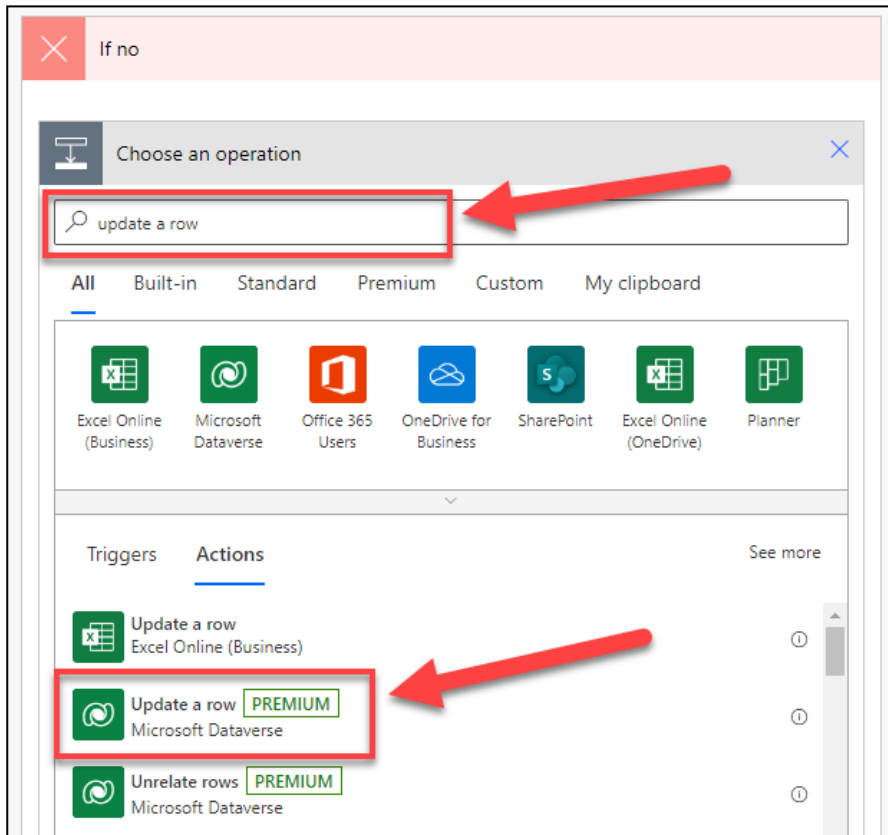 If no
Choose an operation
update a row
All Built-in Standard Premium Custom My clipboard
Excel Online (Business)
Microsoft Dataverse
Office 365 Users
OneDrive for Business
SharePoint
Excel Online (OneDrive)
Planner
Triggers Actions See more
Update a row
Excel Online (Business)
Update a row PREMIUM
Microsoft Dataverse
Unrelate rows PREMIUM
Microsoft Dataverse